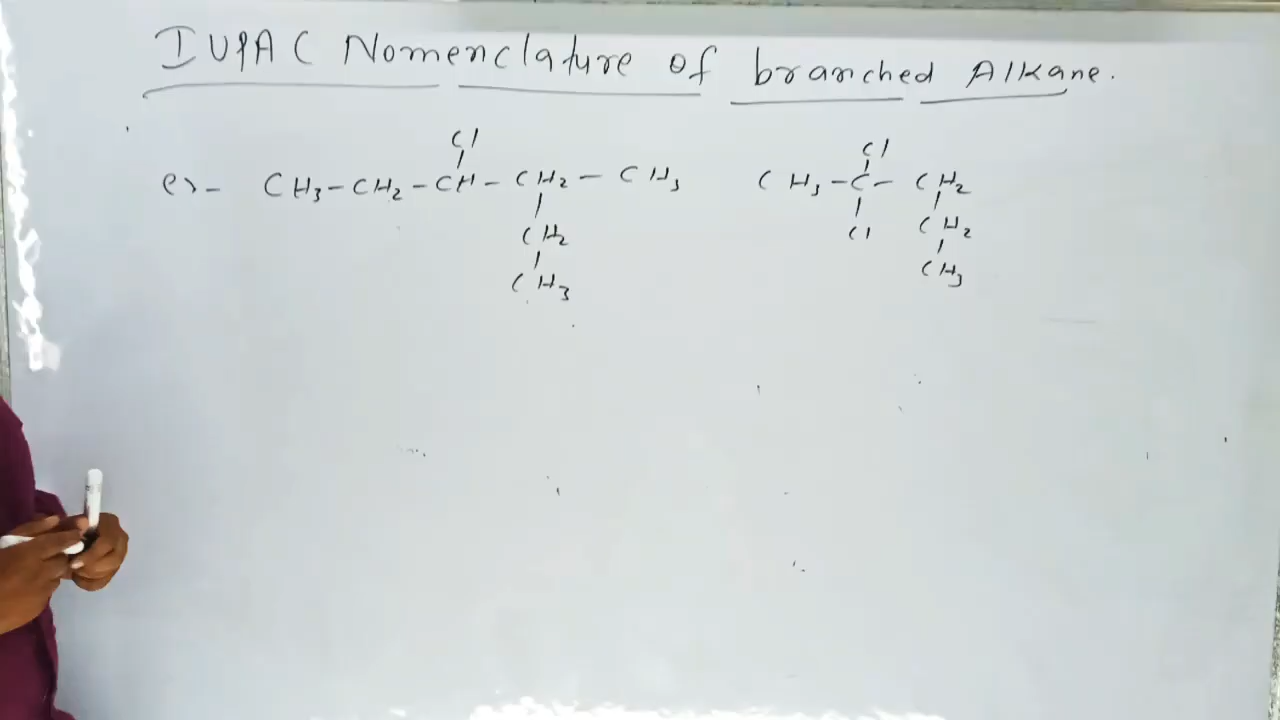 IUPAC Nomenclature of branched Alkane.
Cl Cl
ex- CH3-CH2-CH-CH2-CH3 CH3-C-CH2
CH2 Cl CH2
CH3 CH3